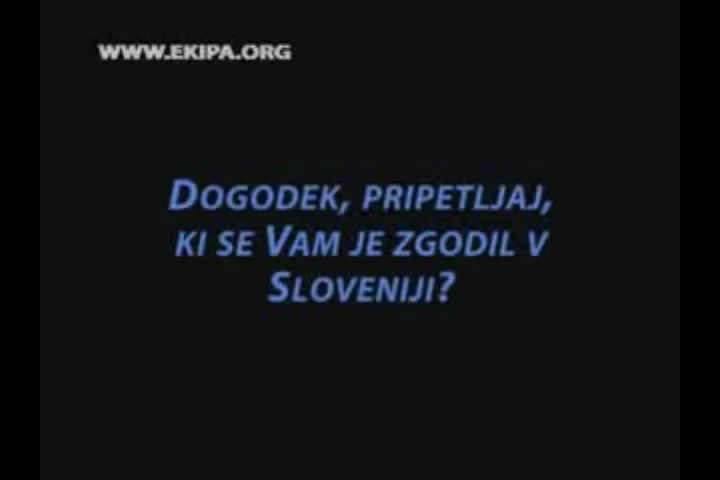 WWW.EKIPA.ORG
DOGODEK, PRIPETLJAJ,
KI SE VAM JE ZGODIL V
SLOVENIJI?